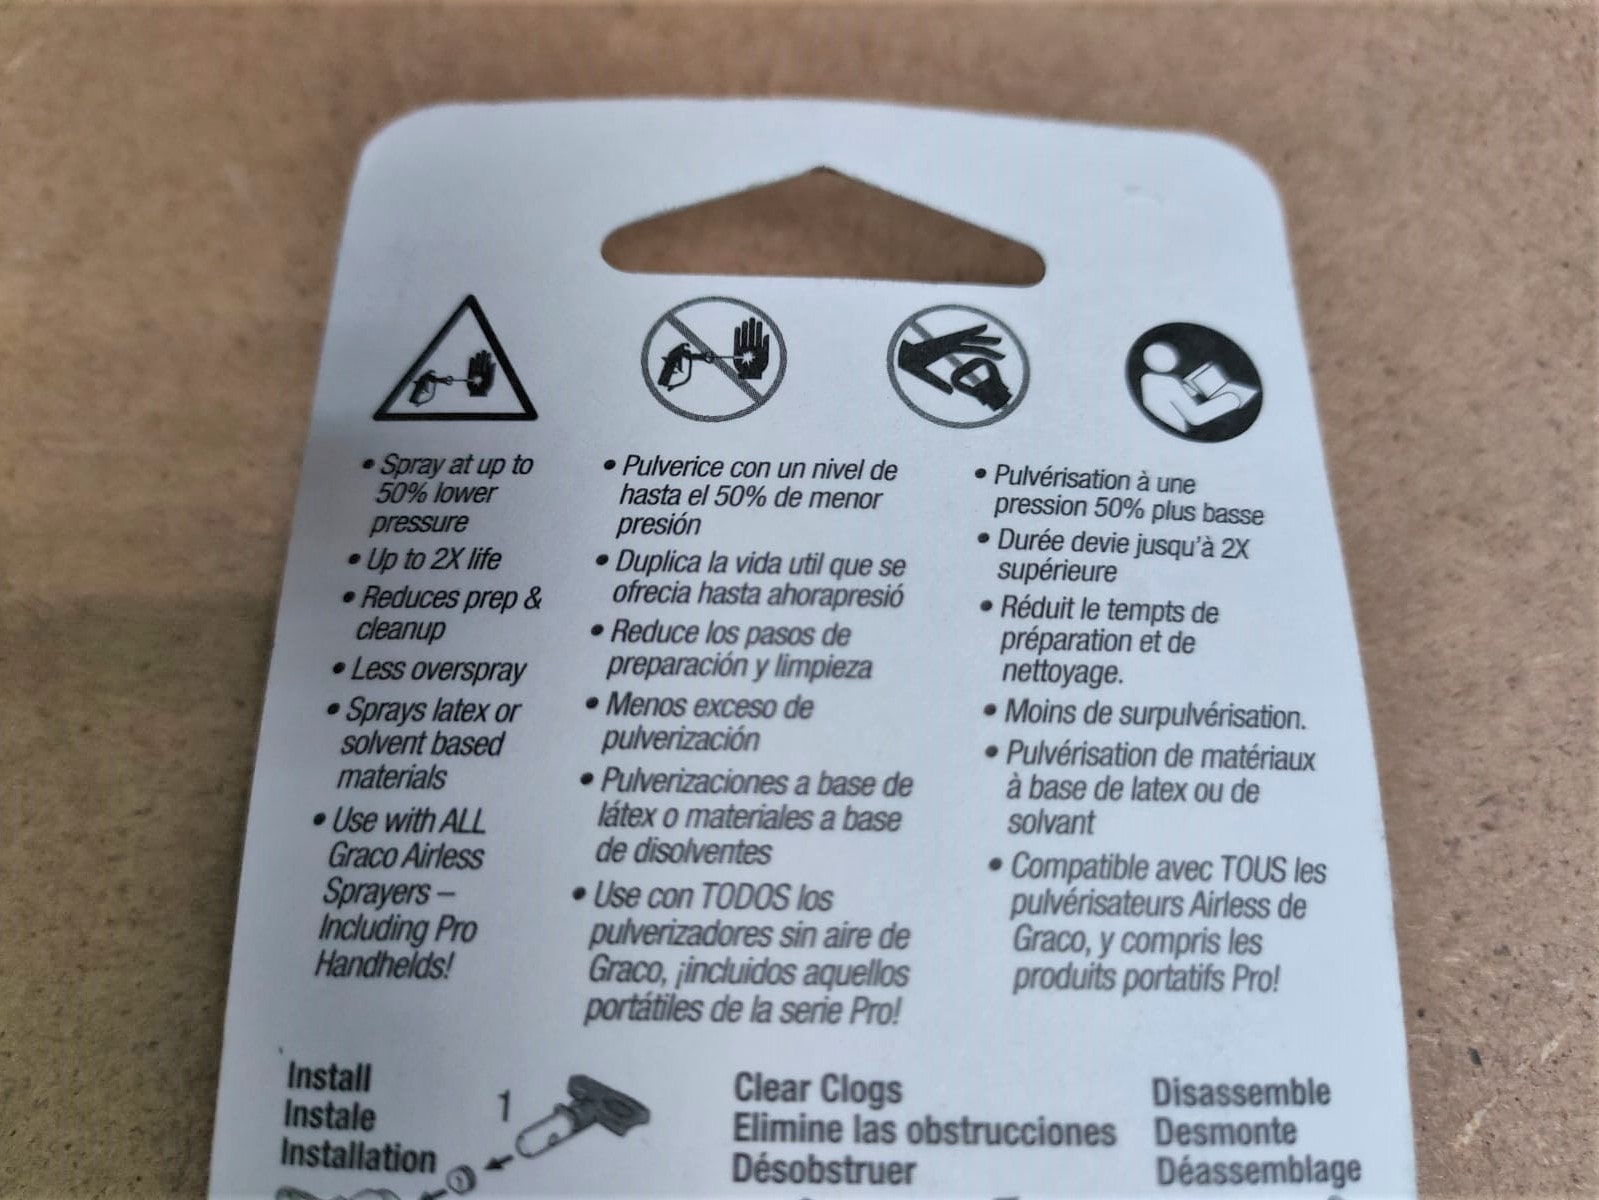 • Spray at up to
50% lower
pressure
• Up to 2X life
• Reduces prep &
cleanup
• Less overspray
• Sprays latex or
solvent based
materials
• Use with ALL
Graco Airless
Sprayers –
Including Pro
Handhelds!
• Pulverice con un nivel de
hasta el 50% de menor
presión
• Duplica la vida util que se
ofrecia hasta ahorapresió
• Reduce los pasos de
preparación y limpieza
• Menos exceso de
pulverización
• Pulverizaciones a base de
látex o materiales a base
de disolventes
• Use con TODOS los
pulverizadores sin aire de
Graco, ¡incluidos aquellos
portátiles de la serie Pro!
• Pulvérisation à une
pression 50% plus basse
• Durée devie jusqu'à 2X
supérieure
• Réduit le tempts de
préparation et de
nettoyage.
• Moins de surpulvérisation.
• Pulvérisation de matériaux
à base de latex ou de
solvant
• Compatible avec TOUS les
pulvérisateurs Airless de
Graco, y compris les
produits portatifs Pro!
Install
Instale
Installation
1
Clear Clogs
Elimine las obstrucciones
Désobstruer
Disassemble
Desmonte
Déassemblage